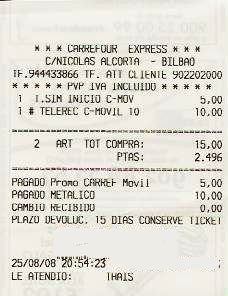 * * * CARREFOUR EXPRESS * * *
C/NICOLAS ALCORTA - BILBAO
TF.944433866 TF. ATT CLIENTE 902202000
* * * * * PVP IVA INCLUIDO * * * * *
1 T.SIM INICIO C-MOV 5,00
1 # TELEREC C-MOVIL 10 10,00
2 ART TOT COMPRA: 15,00
PTAS: 2.496
PAGADO Promo CARREF Movil 5,00
PAGADO METALICO 10,00
CAMBIO RECIBIDO 0,00
PLAZO DEVOLUC. 15 DIAS CONSERVE TICKET
25/08/08 20:54:23
LE ATENDIO: THAIS